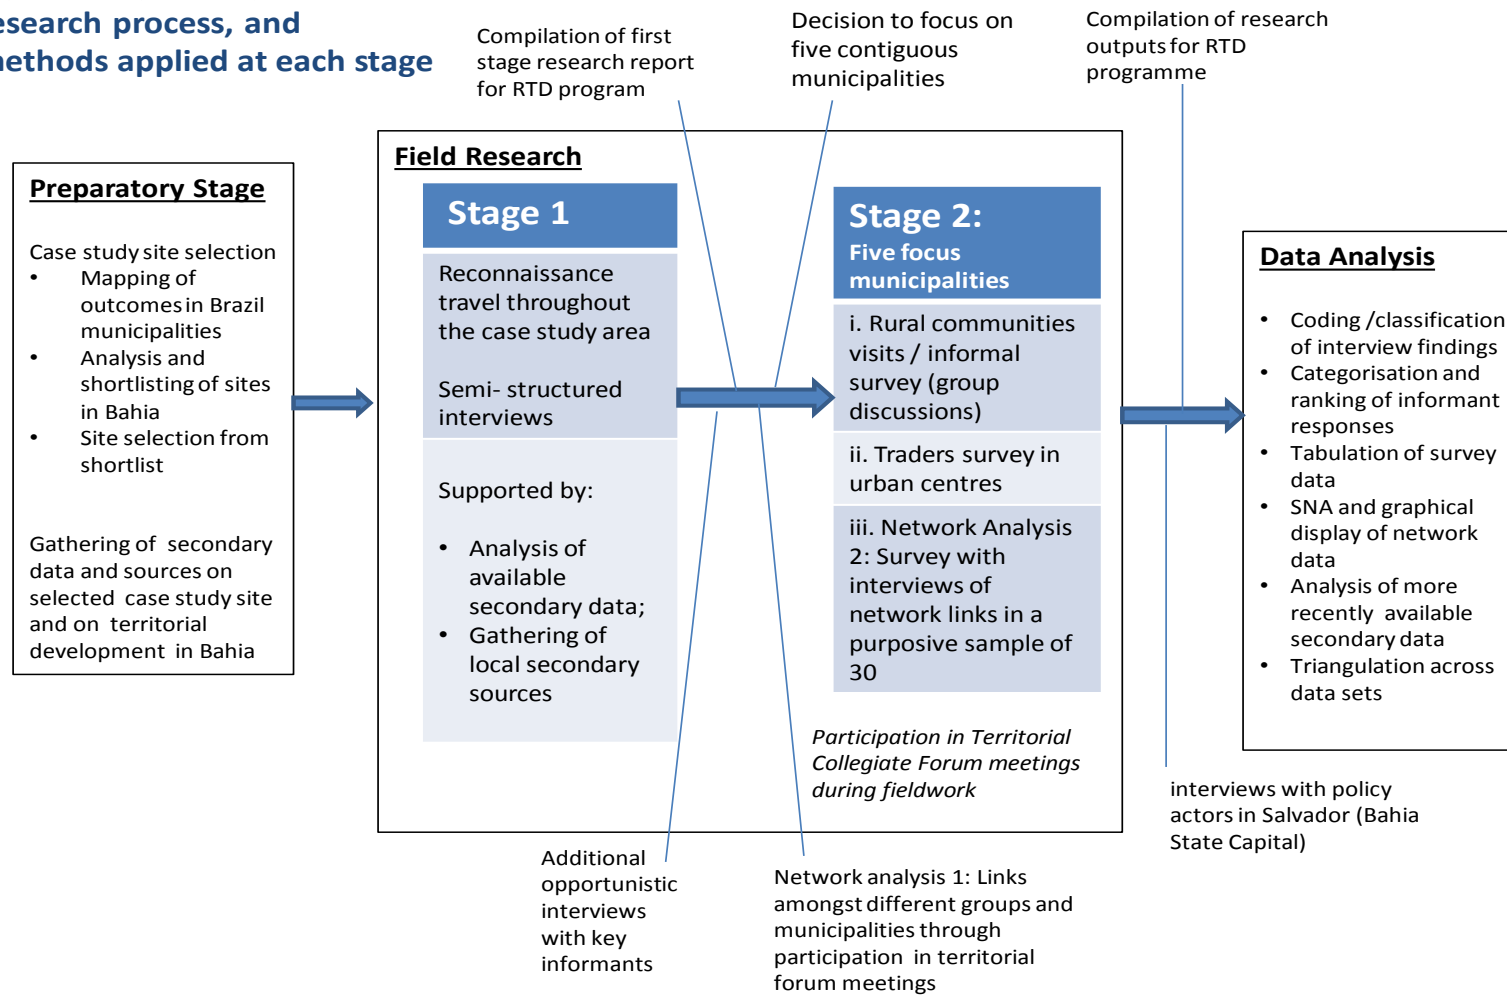 esearch process, and
nethods applied at each stage
Compilation of first
stage research report
for RTD program
Decision to focus on
five contiguous
municipalities
Compilation of research
outputs for RTD
programme
Preparatory Stage
Case study site selection
• Mapping of
outcomes in Brazil
municipalities
• Analysis and
shortlisting of sites
in Bahia
• Site selection from
shortlist
Gathering of secondary
data and sources on
selected case study site
and on territorial
development in Bahia
Field Research
Stage 1
Reconnaissance
travel throughout
the case study area
Semi- structured
interviews
Supported by:
• Analysis of
available
secondary data;
• Gathering of
local secondary
sources
Stage 2:
Five focus
municipalities
i. Rural communities
visits / informal
survey (group
discussions)
ii. Traders survey in
urban centres
iii. Network Analysis
2: Survey with
interviews of
network links in a
purposive sample of
30
Participation in Territorial
Collegiate Forum meetings
during fieldwork
Data Analysis
• Coding /classification
of interview findings
• Categorisation and
ranking of informant
responses
• Tabulation of survey
data
• SNA and graphical
display of network
data
• Analysis of more
recently available
secondary data
• Triangulation across
data sets
Additional
opportunistic
interviews
with key
informants
Network analysis 1: Links
amongst different groups and
municipalities through
participation in territorial
forum meetings
interviews with policy
actors in Salvador (Bahia
State Capital)